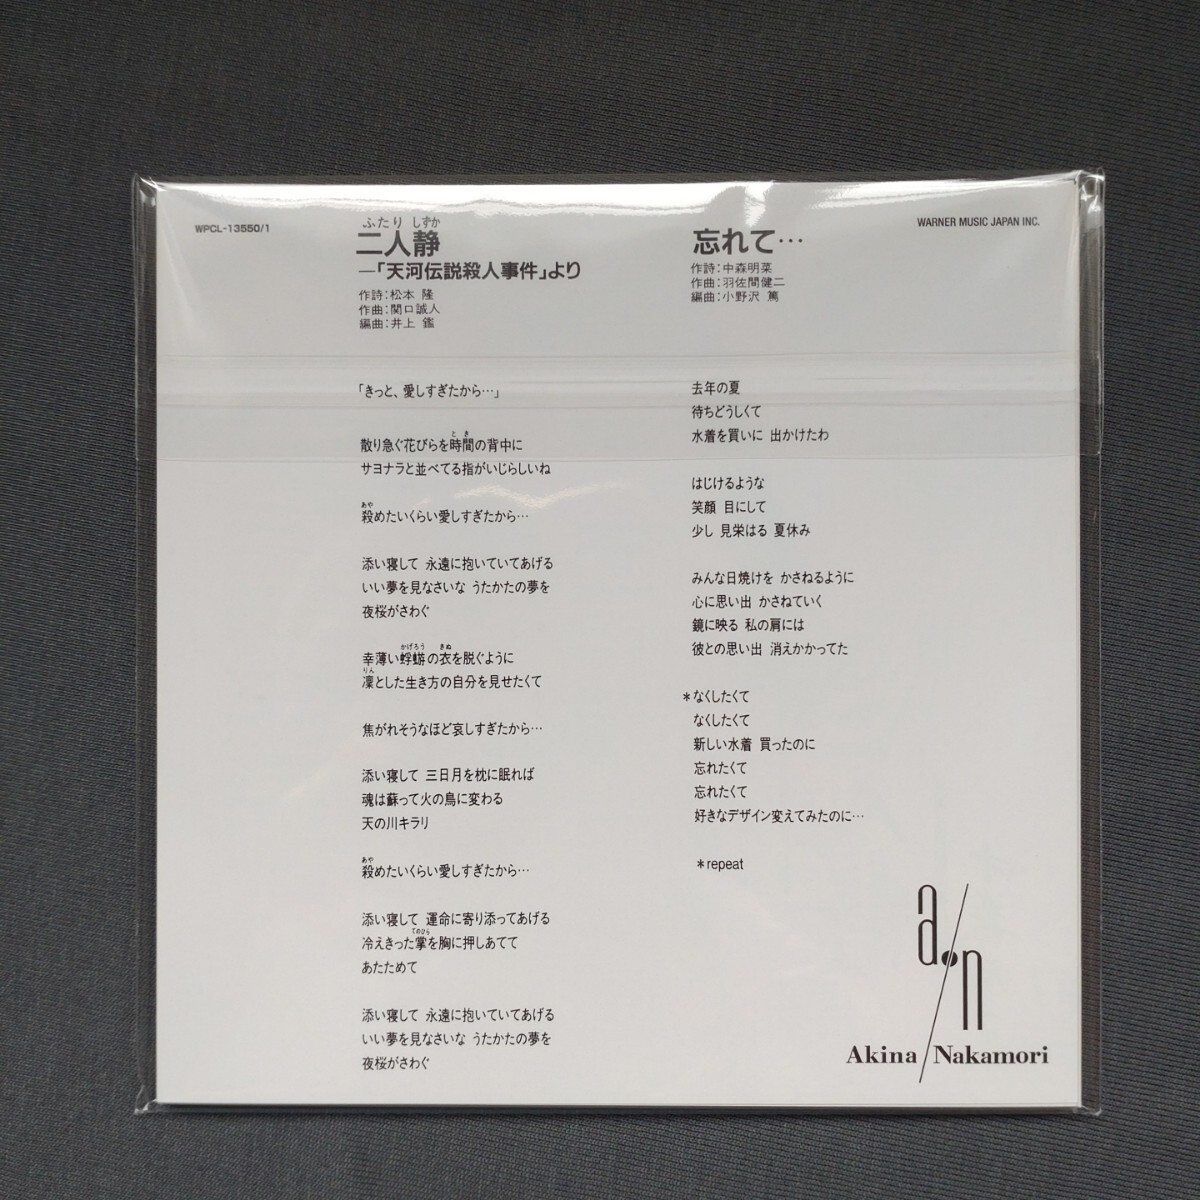 WPCL-13550/1
ふたり しずか
二人静
―「天河伝説殺人事件」より
作詩:松本 隆
作曲:関口誠人
編曲:井上 鑑
「きっと、愛しすぎたから…」
とき
散り急ぐ花びらを時間の背中に
サヨナラと並べてる指がいじらしいね
あや
殺めたいくらい愛しすぎたから…
添い寝して 永遠に抱いていてあげる
いい夢を見なさいな うたかたの夢を
夜桜がさわぐ
かげろう きぬ
幸薄い蜉蝣の衣を脱ぐように
りん
凜とした生き方の自分を見せたくて
焦がれそうなほど哀しすぎたから…
添い寝して 三日月を枕に眠れば
魂は蘇って火の鳥に変わる
天の川キラリ
あや
殺めたいくらい愛しすぎたから…
添い寝して 運命に寄り添ってあげる
てのひら
冷えきった掌を胸に押しあてて
あたためて
添い寝して 永遠に抱いていてあげる
いい夢を見なさいな うたかたの夢を
夜桜がさわぐ
WARNER MUSIC JAPAN INC.
忘れて…
作詩:中森明菜
作曲:羽佐間健二
編曲:小野沢 篤
去年の夏
待ちどうしくて
水着を買いに 出かけたわ
はじけるような
笑顔 目にして
少し 見栄はる 夏休み
みんな日焼けを かさねるように
心に思い出 かさねていく
鏡に映る 私の肩には
彼との思い出 消えかかってた
*なくしたくて
なくしたくて
新しい水着 買ったのに
忘れたくて
忘れたくて
好きなデザイン変えてみたのに…
*repeat
a.n
Akina/Nakamori